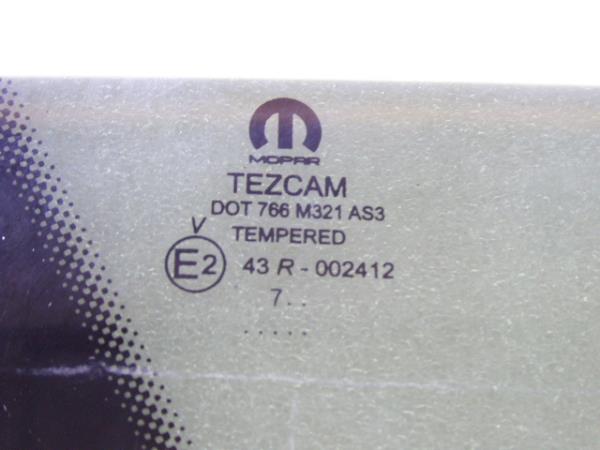 MOPAR
TEZCAM
DOT 766 M321 AS3
V
TEMPERED
E2 43 R - 002412
7. .
. . . . .